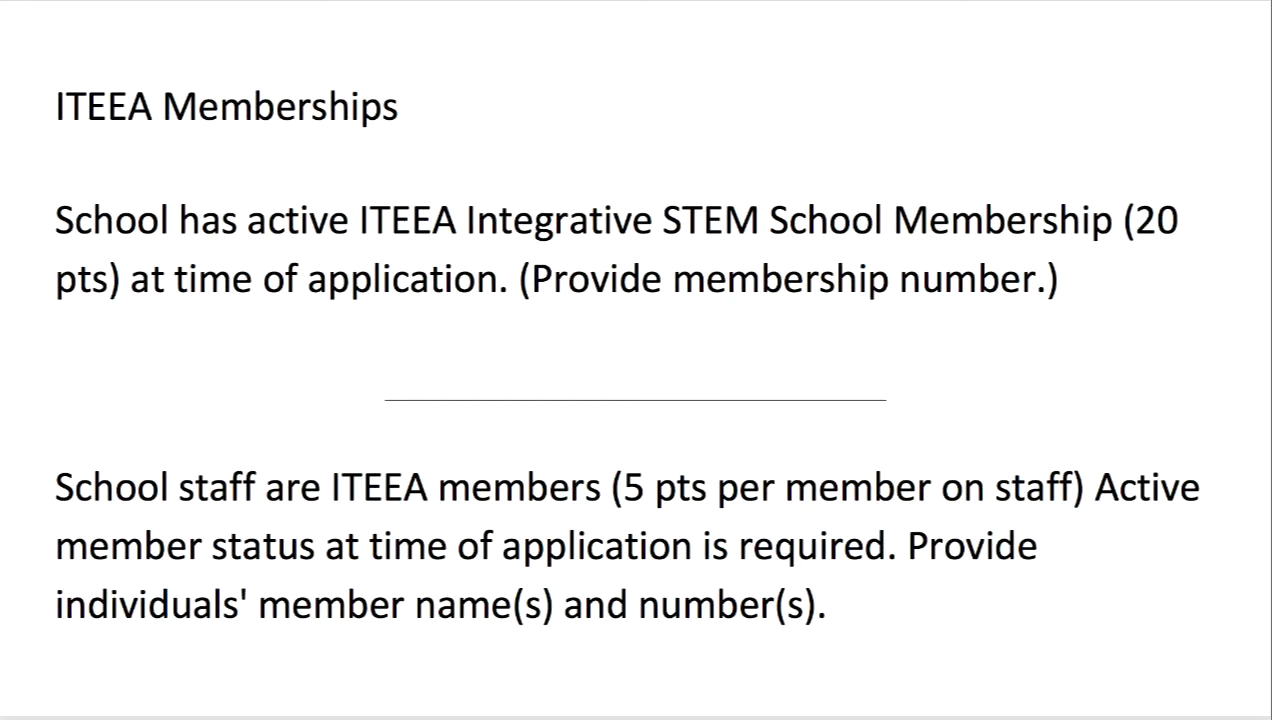 ITEEA Memberships
School has active ITEEA Integrative STEM School Membership (20
pts) at time of application. (Provide membership number.)
School staff are ITEEA members (5 pts per member on staff) Active
member status at time of application is required. Provide
individuals' member name(s) and number(s).